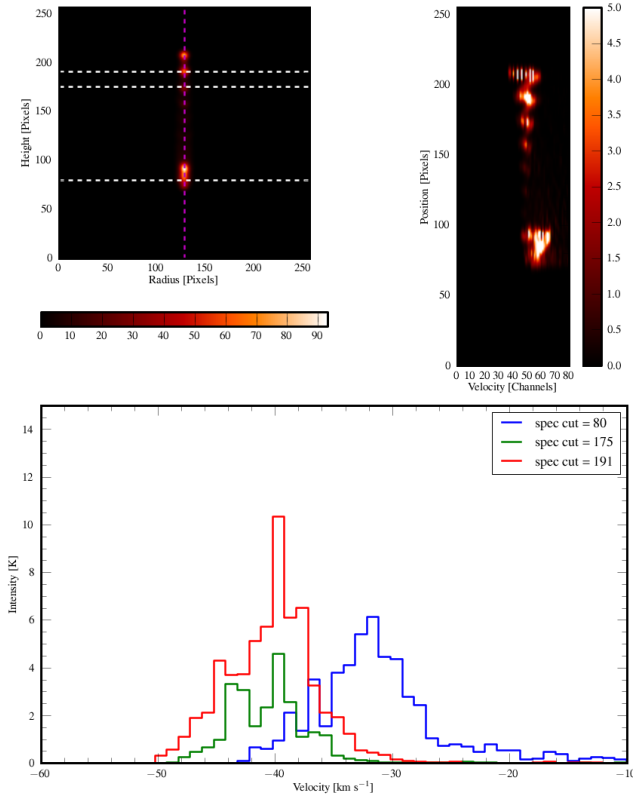 250
200
150
100
50
0
Height [Pixels]
0 50 100 150 200 250
Radius [Pixels]
0 10 20 30 40 50 60 70 80 90
250
200
150
100
50
0
Position [Pixels]
0 10 20 30 40 50 60 70 80
Velocity [Channels]
5.0
4.5
4.0
3.5
3.0
2.5
2.0
1.5
1.0
0.5
0.0
14
12
10
8
6
4
2
0
Intensity [K]
spec cut = 80
spec cut = 175
spec cut = 191
−60 −50 −40 −30 −20 −10
Velocity [km s⁻¹]